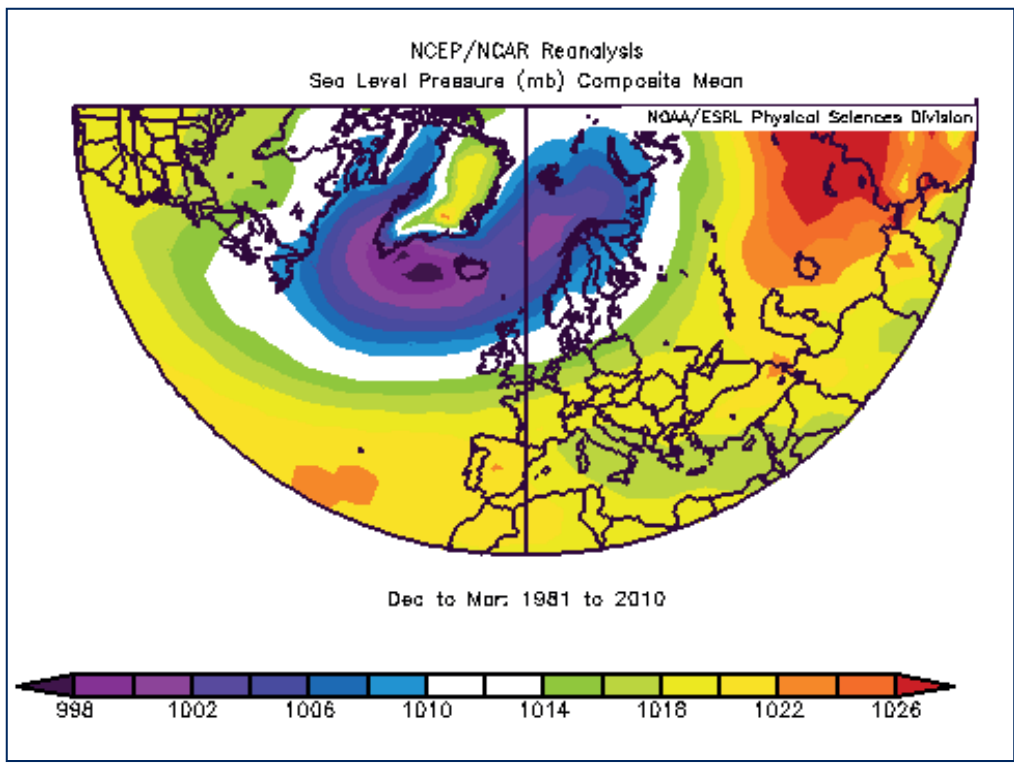 NCEP/NCAR Reanalysis
Sea Level Pressure (mb) Composite Mean
NOAA/ESRL Physical Sciences Division
Dec to Mar: 1981 to 2010
998 1002 1006 1010 1014 1018 1022 1026